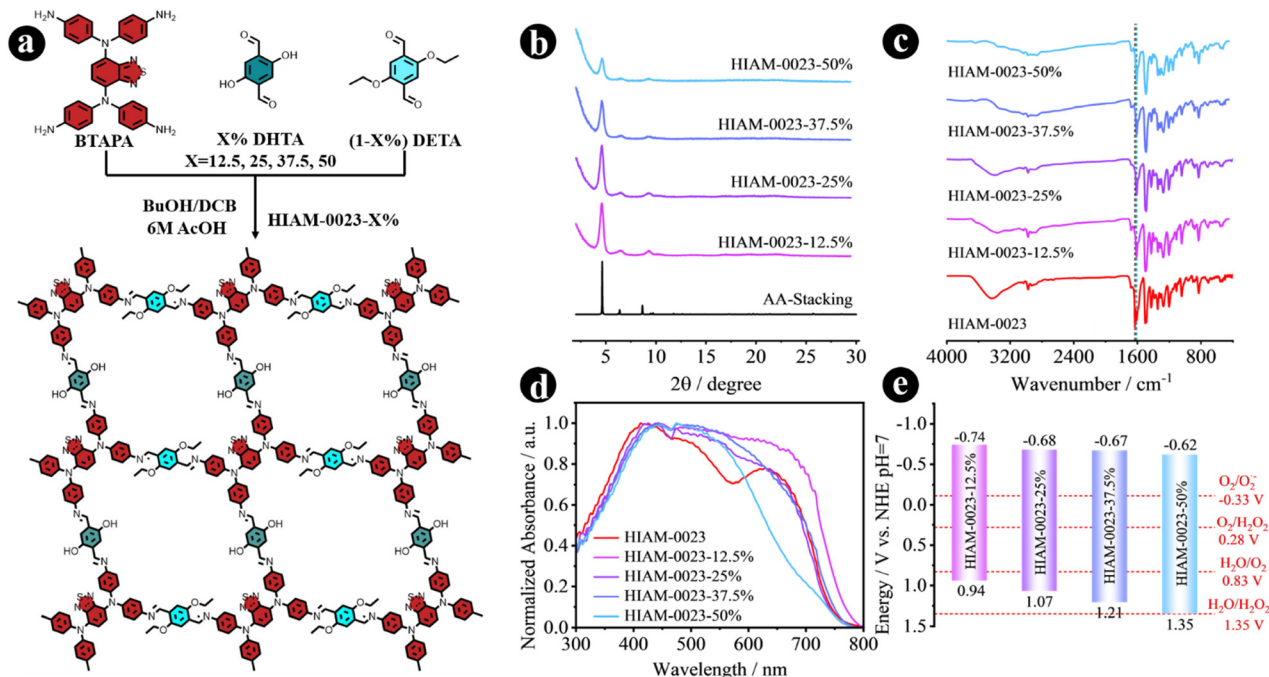 a
H₂N
NH₂
N
N
S
N
N
H₂N
NH₂
BTAPA
O
OH
HO
O
X% DHTA
O
O
O
O
(1-X%) DETA
X=12.5, 25, 37.5, 50
BuOH/DCB
6M AcOH
HIAM-0023-X%
b
HIAM-0023-50%
HIAM-0023-37.5%
HIAM-0023-25%
HIAM-0023-12.5%
AA-Stacking
5 10 15 20 25 30
2θ / degree
c
HIAM-0023-50%
HIAM-0023-37.5%
HIAM-0023-25%
HIAM-0023-12.5%
HIAM-0023
4000 3200 2400 1600 800
Wavenumber / cm⁻¹
d
Normalized Absorbance / a.u.
1.0
0.8
0.6
0.4
0.2
0.0
HIAM-0023
HIAM-0023-12.5%
HIAM-0023-25%
HIAM-0023-37.5%
HIAM-0023-50%
300 400 500 600 700 800
Wavelength / nm
e
Energy / V vs. NHE pH=7
-1.0
-0.5
0.0
0.5
1.0
1.5
-0.74
HIAM-0023-12.5%
0.94
-0.68
HIAM-0023-25%
1.07
-0.67
HIAM-0023-37.5%
1.21
-0.62
HIAM-0023-50%
1.35
O₂/O₂⁻
-0.33 V
O₂/H₂O₂
0.28 V
H₂O/O₂
0.83 V
H₂O/H₂O₂
1.35 V